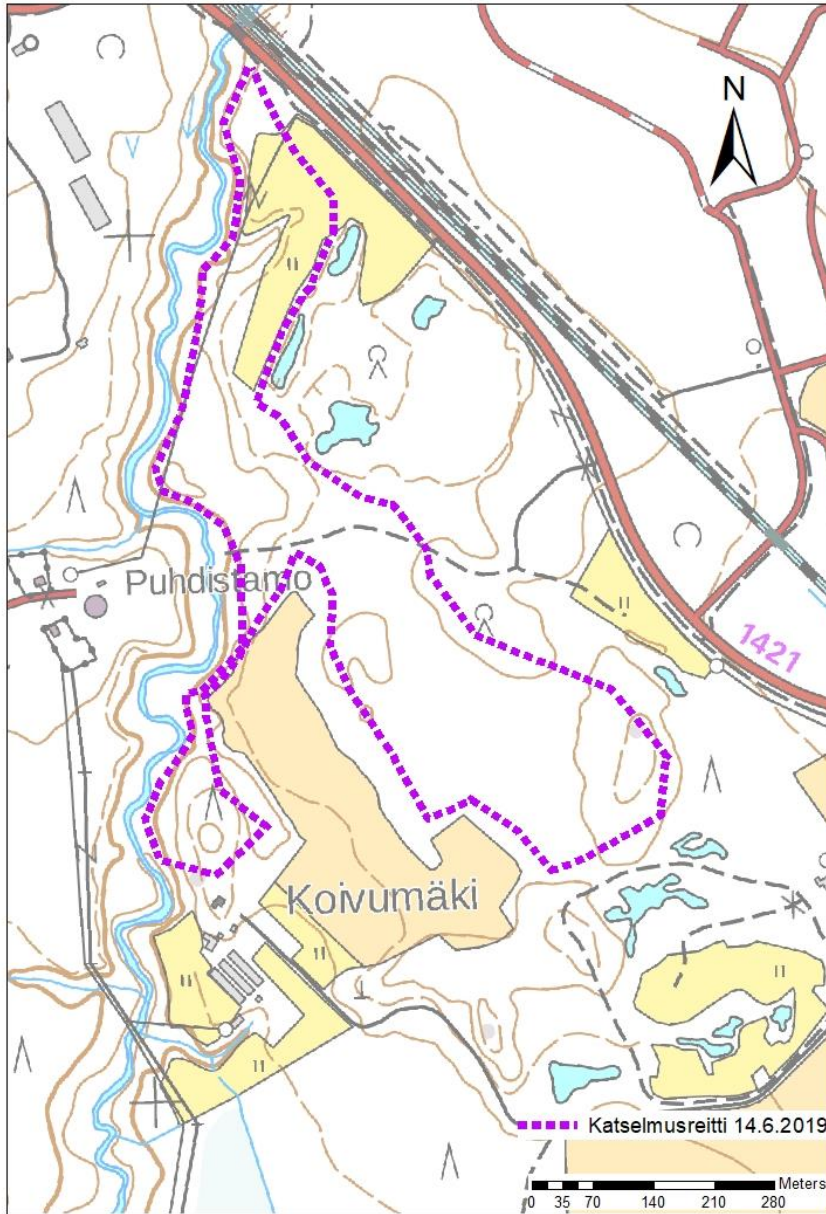 N
Puhdistamo
1421
Koivumäki
Katselmusreitti 14.6.2019
Meters
0 35 70 140 210 280